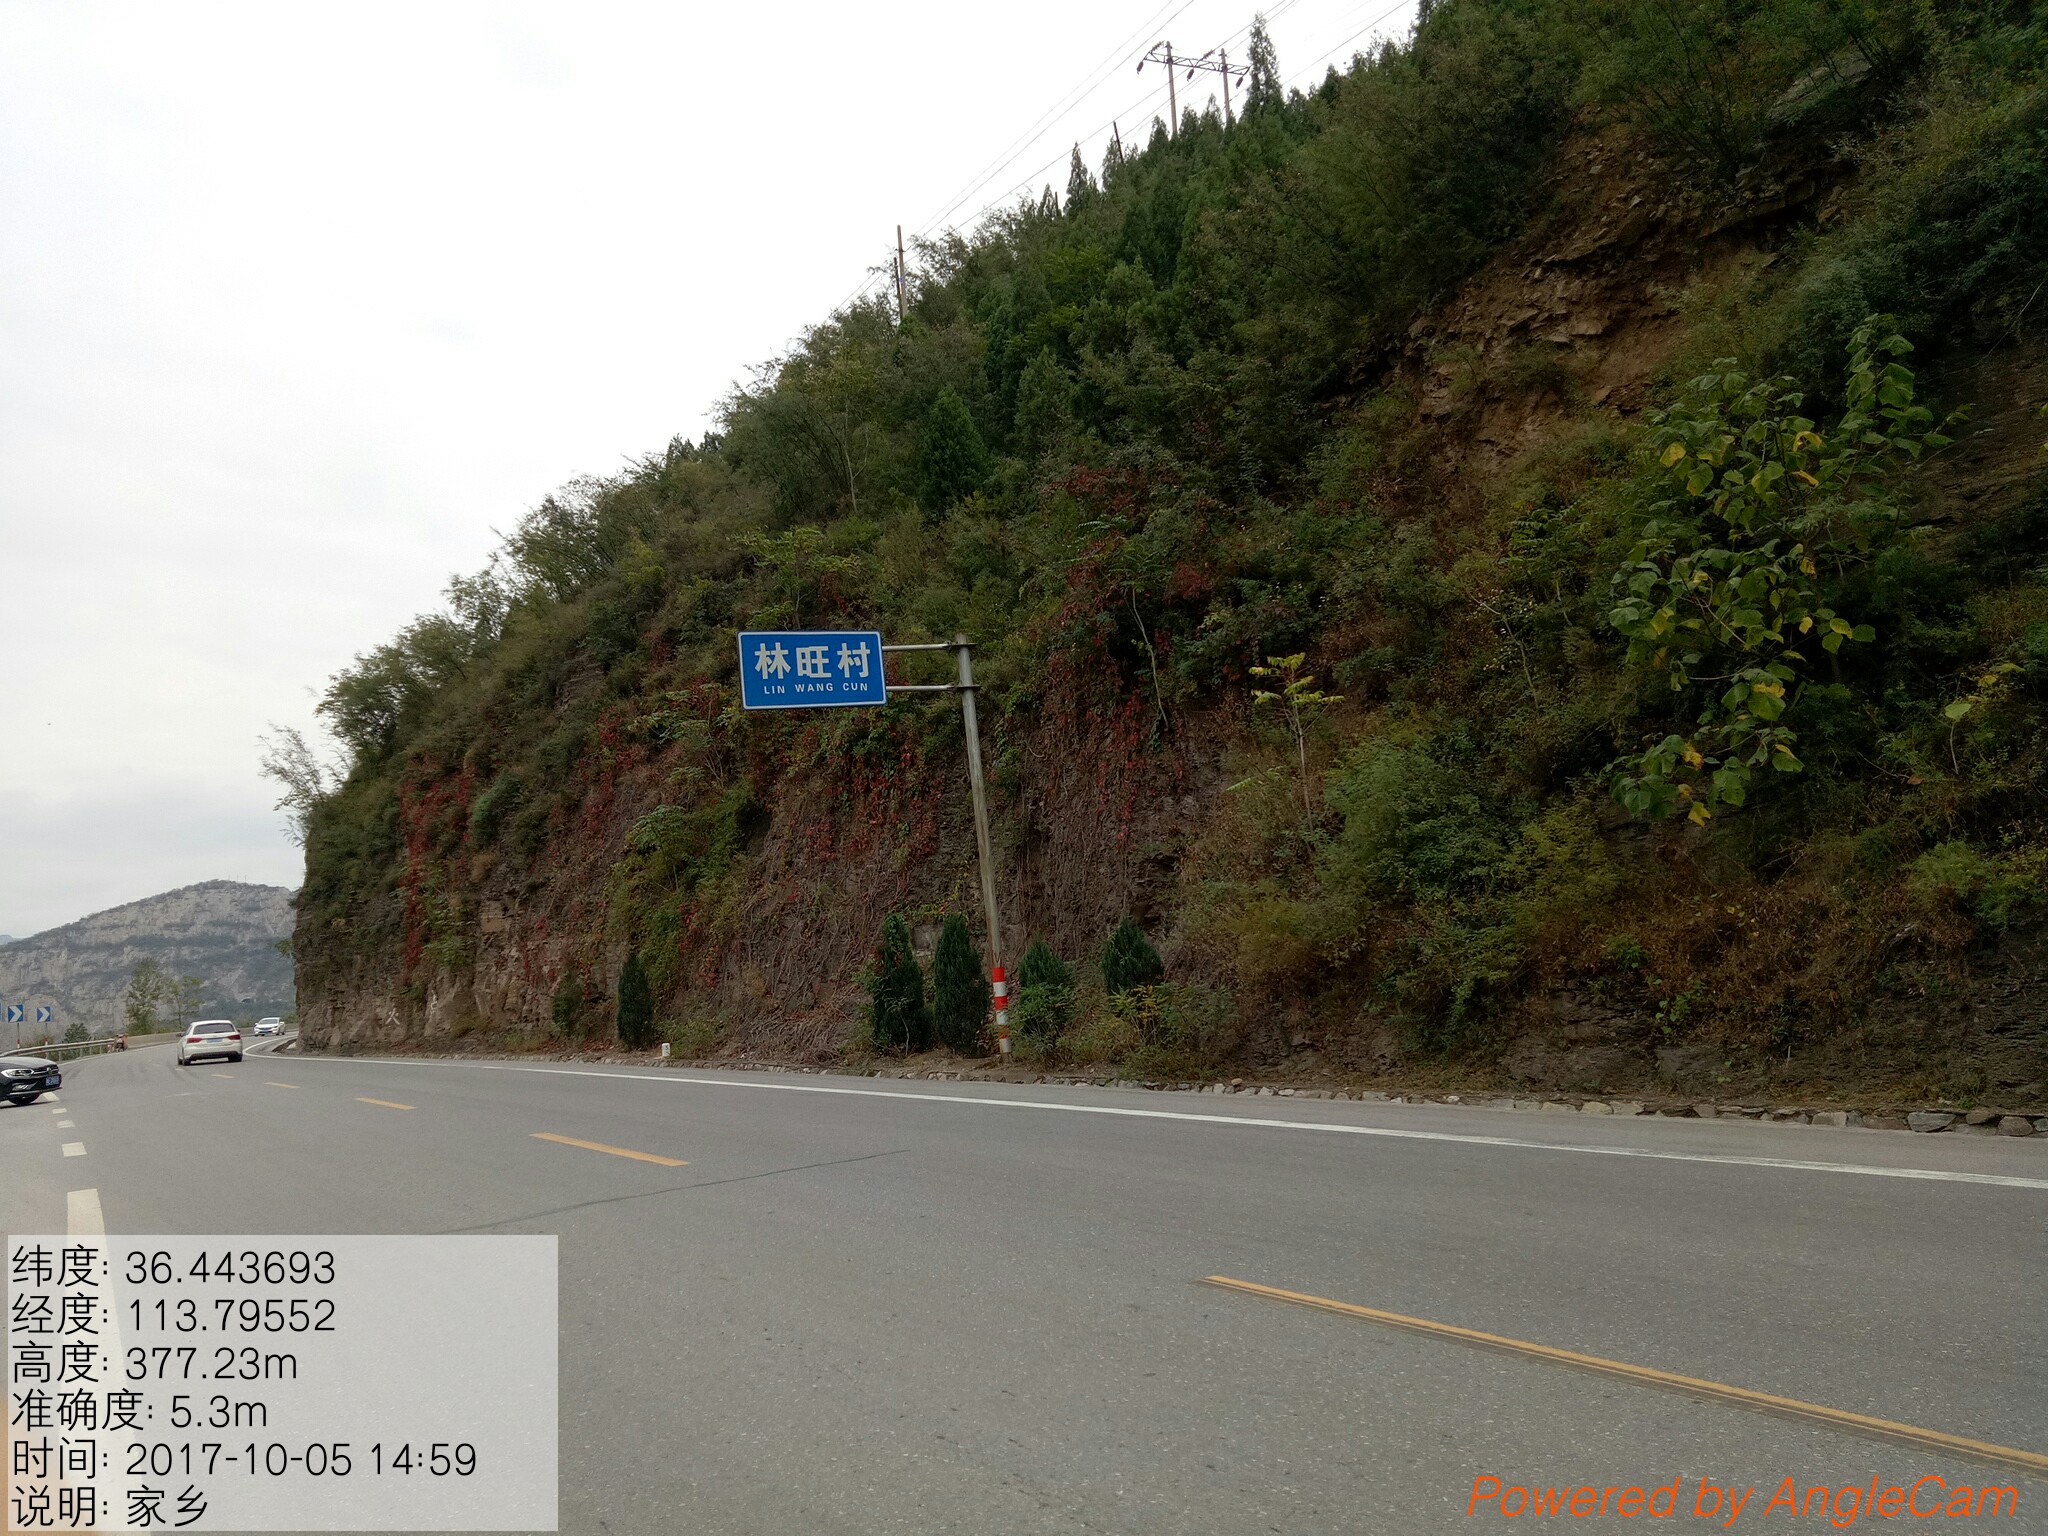 林旺村
LIN WANG CUN
火
纬度: 36.443693
经度: 113.79552
高度: 377.23m
准确度: 5.3m
时间: 2017-10-05 14:59
说明: 家乡
Powered by AngleCam